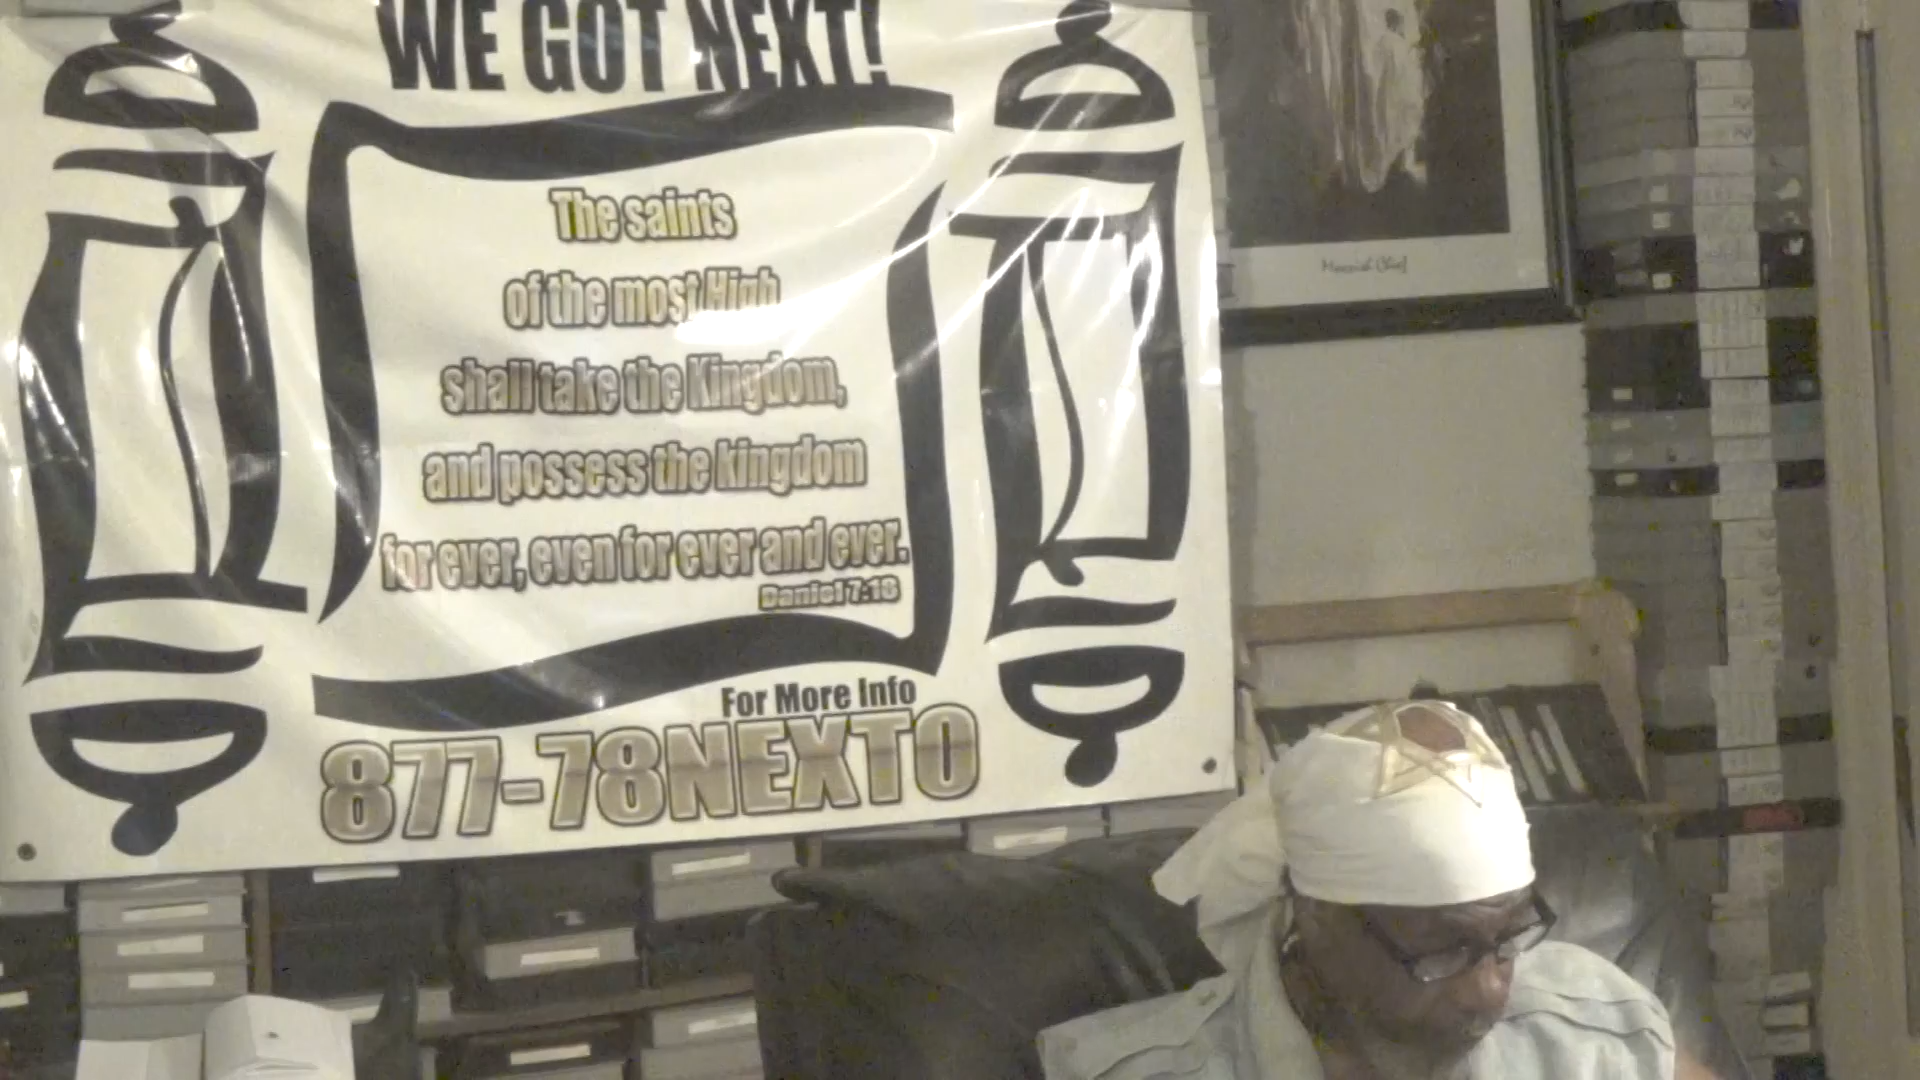 WE GOT NEXT!
The saints
of the most High
shall take the Kingdom,
and possess the kingdom
for ever, even for ever and ever.
Daniel 7:18
For More Info
877-78NEXTO